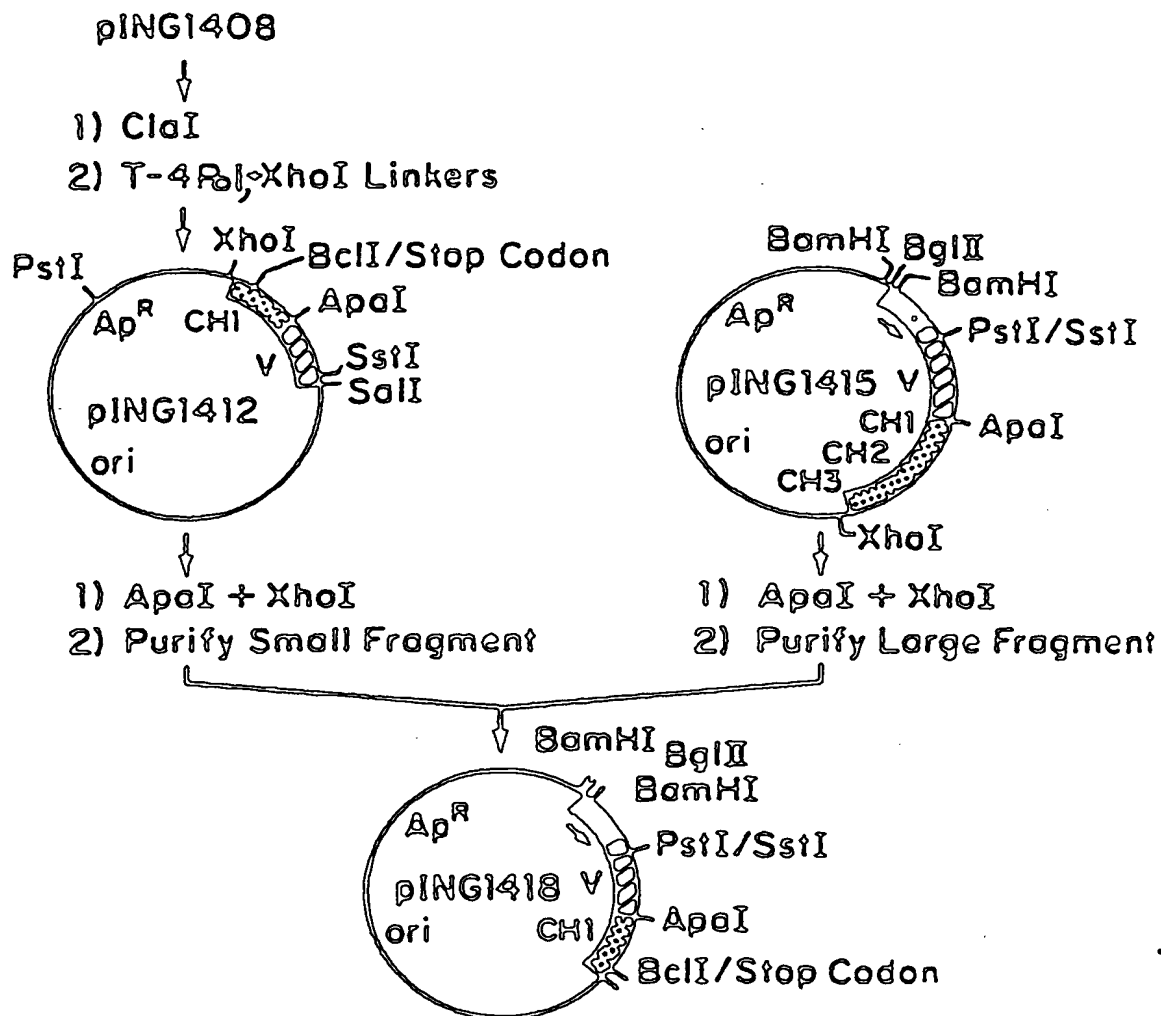 pING1408
1) ClaI
2) T-4 Pol, XhoI Linkers
PstI
XhoI
BclI/Stop Codon
ApR
CH1
ApaI
V
SstI
SalI
pING1412
ori
1) ApaI + XhoI
2) Purify Small Fragment
BamHI
BglII
BamHI
ApR
PstI/SstI
pING1415
V
CH1
ApaI
ori
CH2
CH3
XhoI
1) ApaI + XhoI
2) Purify Large Fragment
BamHI
BglII
BamHI
ApR
PstI/SstI
pING1418
V
ApaI
ori
CH1
BclI/Stop Codon